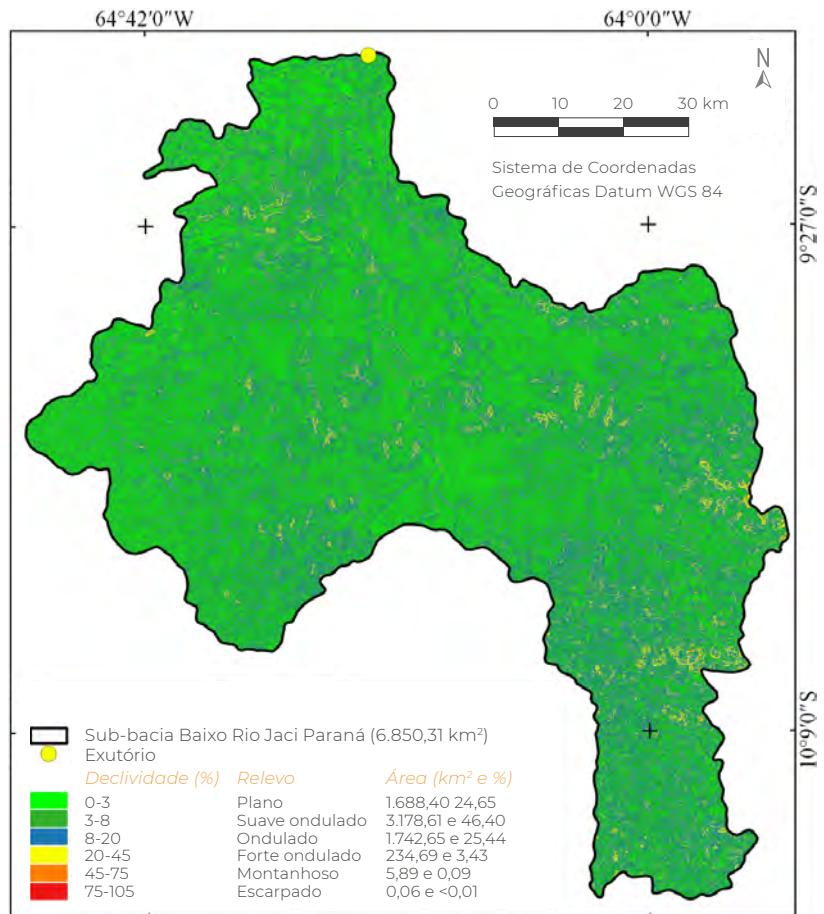 64°42'0"W 64°0'0"W
N
0 10 20 30 km
Sistema de Coordenadas
Geográficas Datum WGS 84
9°27'0"S
10°9'0"S
Sub-bacia Baixo Rio Jaci Paraná (6.850,31 km²)
Exutório
Declividade (%) Relevo Área (km² e %)
0-3 Plano 1.688,40 24,65
3-8 Suave ondulado 3.178,61 e 46,40
8-20 Ondulado 1.742,65 e 25,44
20-45 Forte ondulado 234,69 e 3,43
45-75 Montanhoso 5,89 e 0,09
75-105 Escarpado 0,06 e <0,01